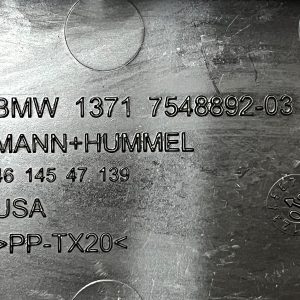 BMW 1371 7548892-03
MANN+HUMMEL
46 145 47 139
USA
>PP-TX20<